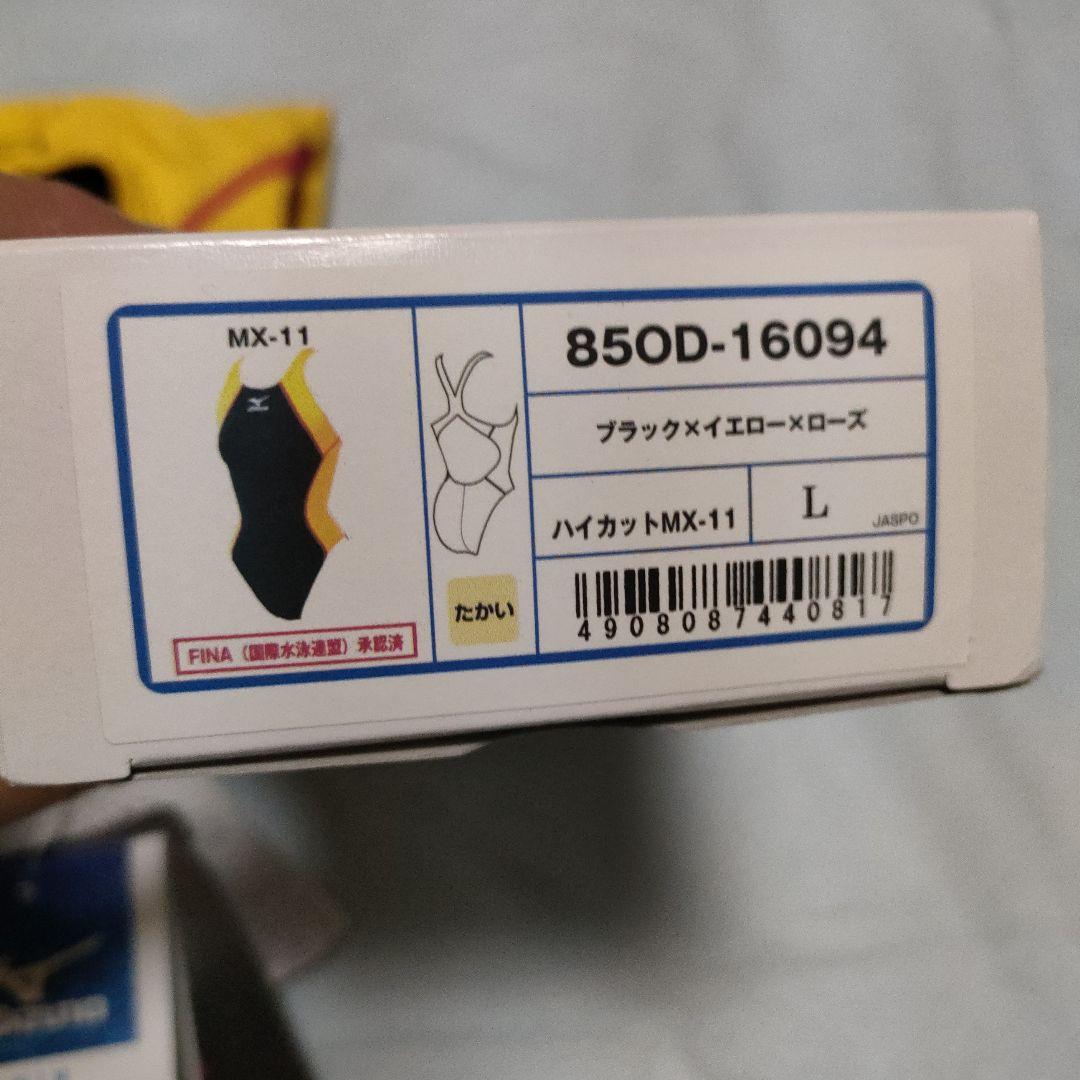 MX-11
FINA（国際水泳連盟）承認済
たかい
85OD-16094
ブラック×イエロー×ローズ
ハイカットMX-11
L
JASPO
4908087440817